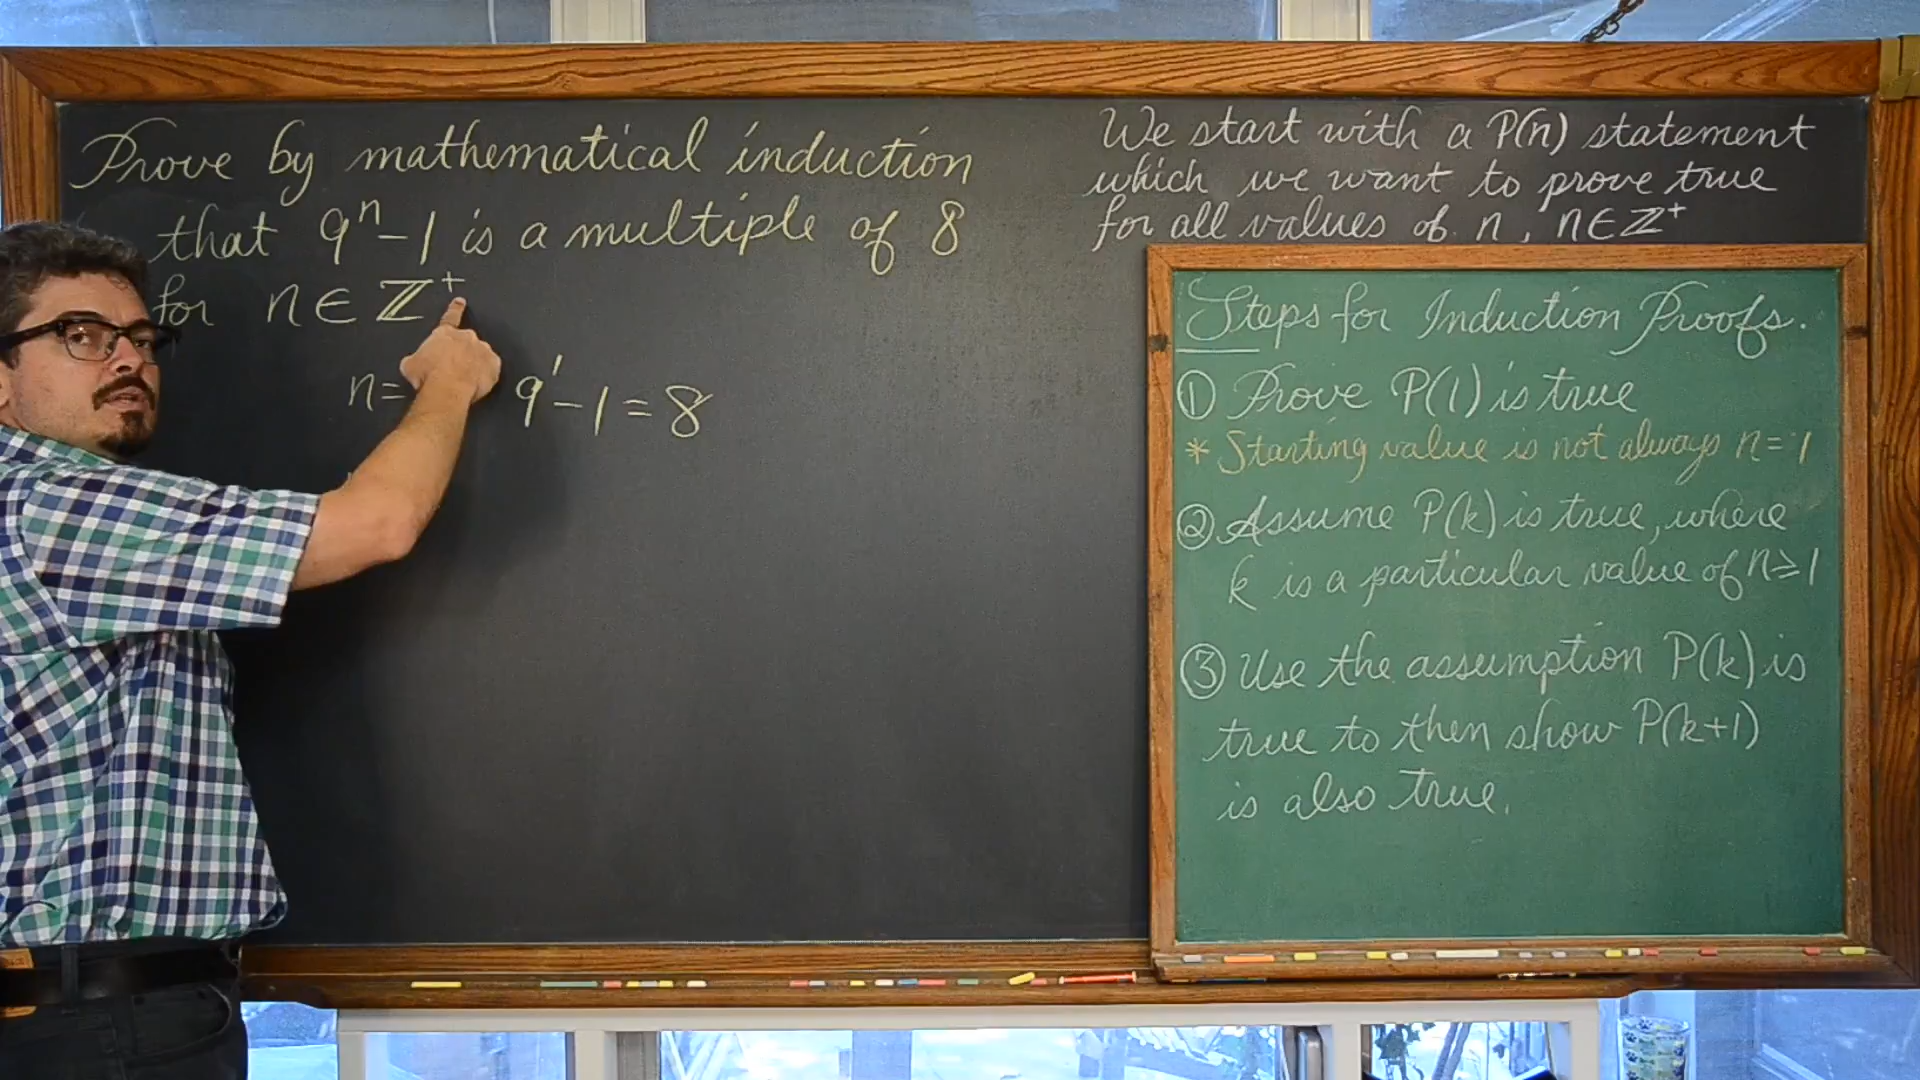 Prove by mathematical induction
that 9ⁿ-1 is a multiple of 8
for n∈ℤ⁺
n= 9¹-1=8
We start with a P(n) statement
which we want to prove true
for all values of n, n∈ℤ⁺
Steps for Induction Proofs.
① Prove P(1) is true
* Starting value is not always n=1
② Assume P(k) is true, where
k is a particular value of n≥1
③ Use the assumption P(k) is
true to then show P(k+1)
is also true.